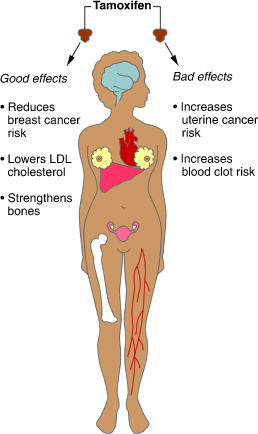 Tamoxifen
Good effects
• Reduces
breast cancer
risk
• Lowers LDL
cholesterol
• Strengthens
bones
Bad effects
• Increases
uterine cancer
risk
• Increases
blood clot risk